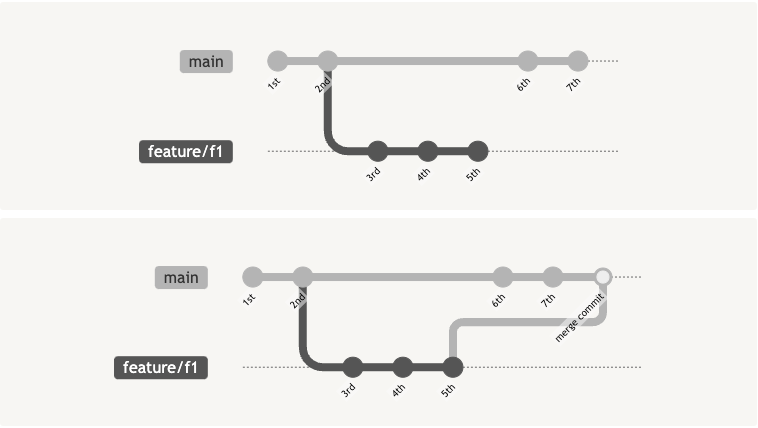 main
1st
2nd
6th
7th
feature/f1
3rd
4th
5th
main
1st
2nd
6th
7th
merge commit
feature/f1
3rd
4th
5th